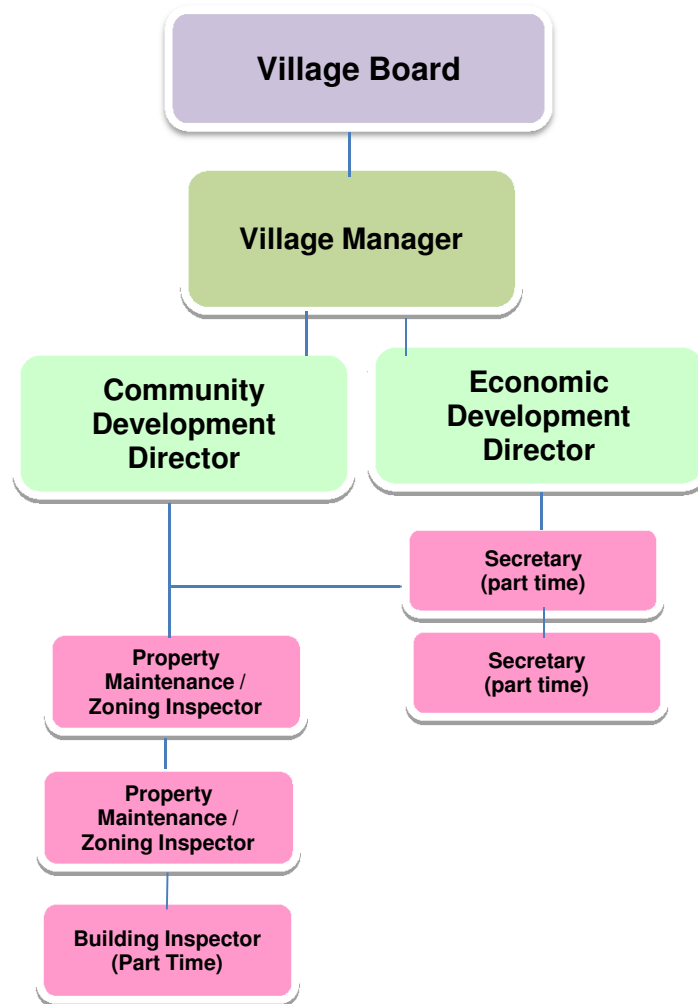 Village Board
Village Manager
Community
Development
Director
Economic
Development
Director
Secretary
(part time)
Secretary
(part time)
Property
Maintenance /
Zoning Inspector
Property
Maintenance /
Zoning Inspector
Building Inspector
(Part Time)